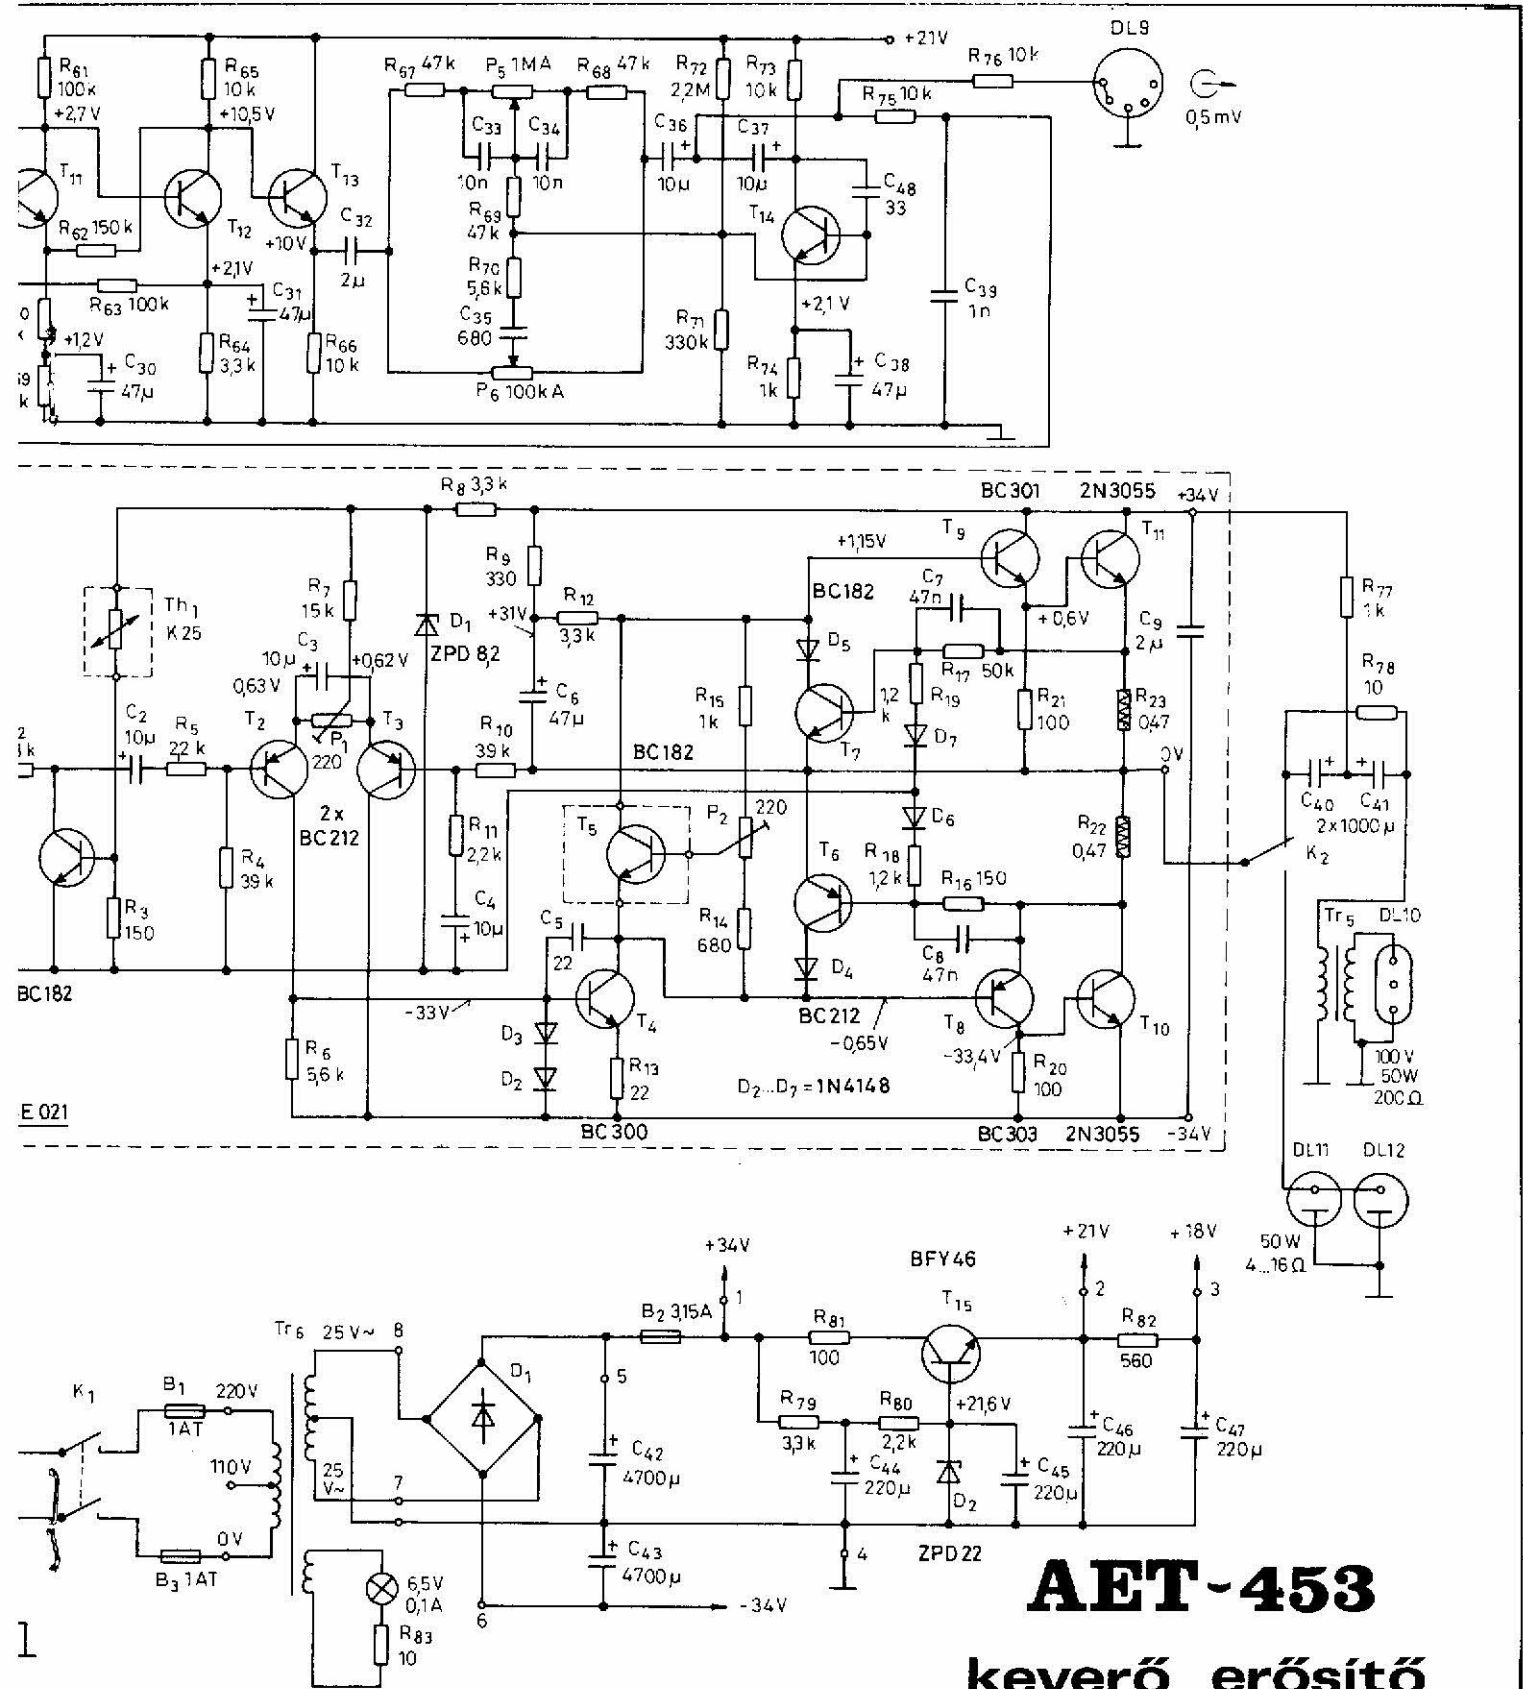 DL9
+21V
R61
100k
+2,7V
R65
10k
+10,5V
R67 47k
P5 1MA
R68 47k
R72
2,2M
R73
10k
R76 10k
R75 10k
0,5mV
C33
10n
C34
10n
C36
10µ
C37
10µ
C48
33
T11
T12
T13
T14
R62 150k
+10V
C32
2µ
R69
47k
+2,1V
R63 100k
C31
47µ
R70
5,6k
C35
680
R71
330k
+2,1V
C39
1n
+1,2V
C30
47µ
R64
3,3k
R66
10k
P6 100kA
R74
1k
C38
47µ
R8 3,3k
BC301
2N3055
+34V
R9
330
+1,15V
T9
T11
Th1
K25
R7
15k
D1
ZPD 8,2
+31V
R12
3,3k
BC182
C7
47n
+0,6V
C9
2µ
R77
1k
C3
10µ
+0,62V
0,63V
D5
R17 50k
R78
10
C6
47µ
R15
1k
1,2
k
R19
R21
100
R23
0,47
C2
10µ
R5
22k
T2
P1
220
T3
R10
39k
BC182
T7
D7
0V
C40
C41
2x1000µ
2x
BC212
R11
2,2k
T5
P2
220
D6
R22
0,47
K2
R4
39k
T6
R18
1,2k
R16 150
R3
150
C4
10µ
C5
22
R14
680
C8
47n
Tr5
DL10
BC182
D4
-33V
T4
BC212
-0,65V
T8
T10
-33,4V
D3
D2
R6
5,6k
R13
22
R20
100
100V
50W
200Ω
D2...D7 = 1N4148
E 021
BC300
BC303
2N3055
-34V
DL11
DL12
50W
4...16Ω
+34V
BFY46
+21V
+18V
B2 3,15A
1
T15
2
3
Tr6
25V~
8
R81
100
R82
560
K1
B1
1AT
220V
D1
5
R79
3,3k
R80
2,2k
+21,6V
C46
220µ
C47
220µ
110V
25
V~
7
C42
4700µ
C44
220µ
D2
C45
220µ
0V
B3 1AT
C43
4700µ
4
ZPD22
6,5V
0,1A
6
-34V
R83
10
AET-453
keverő erősítő
1